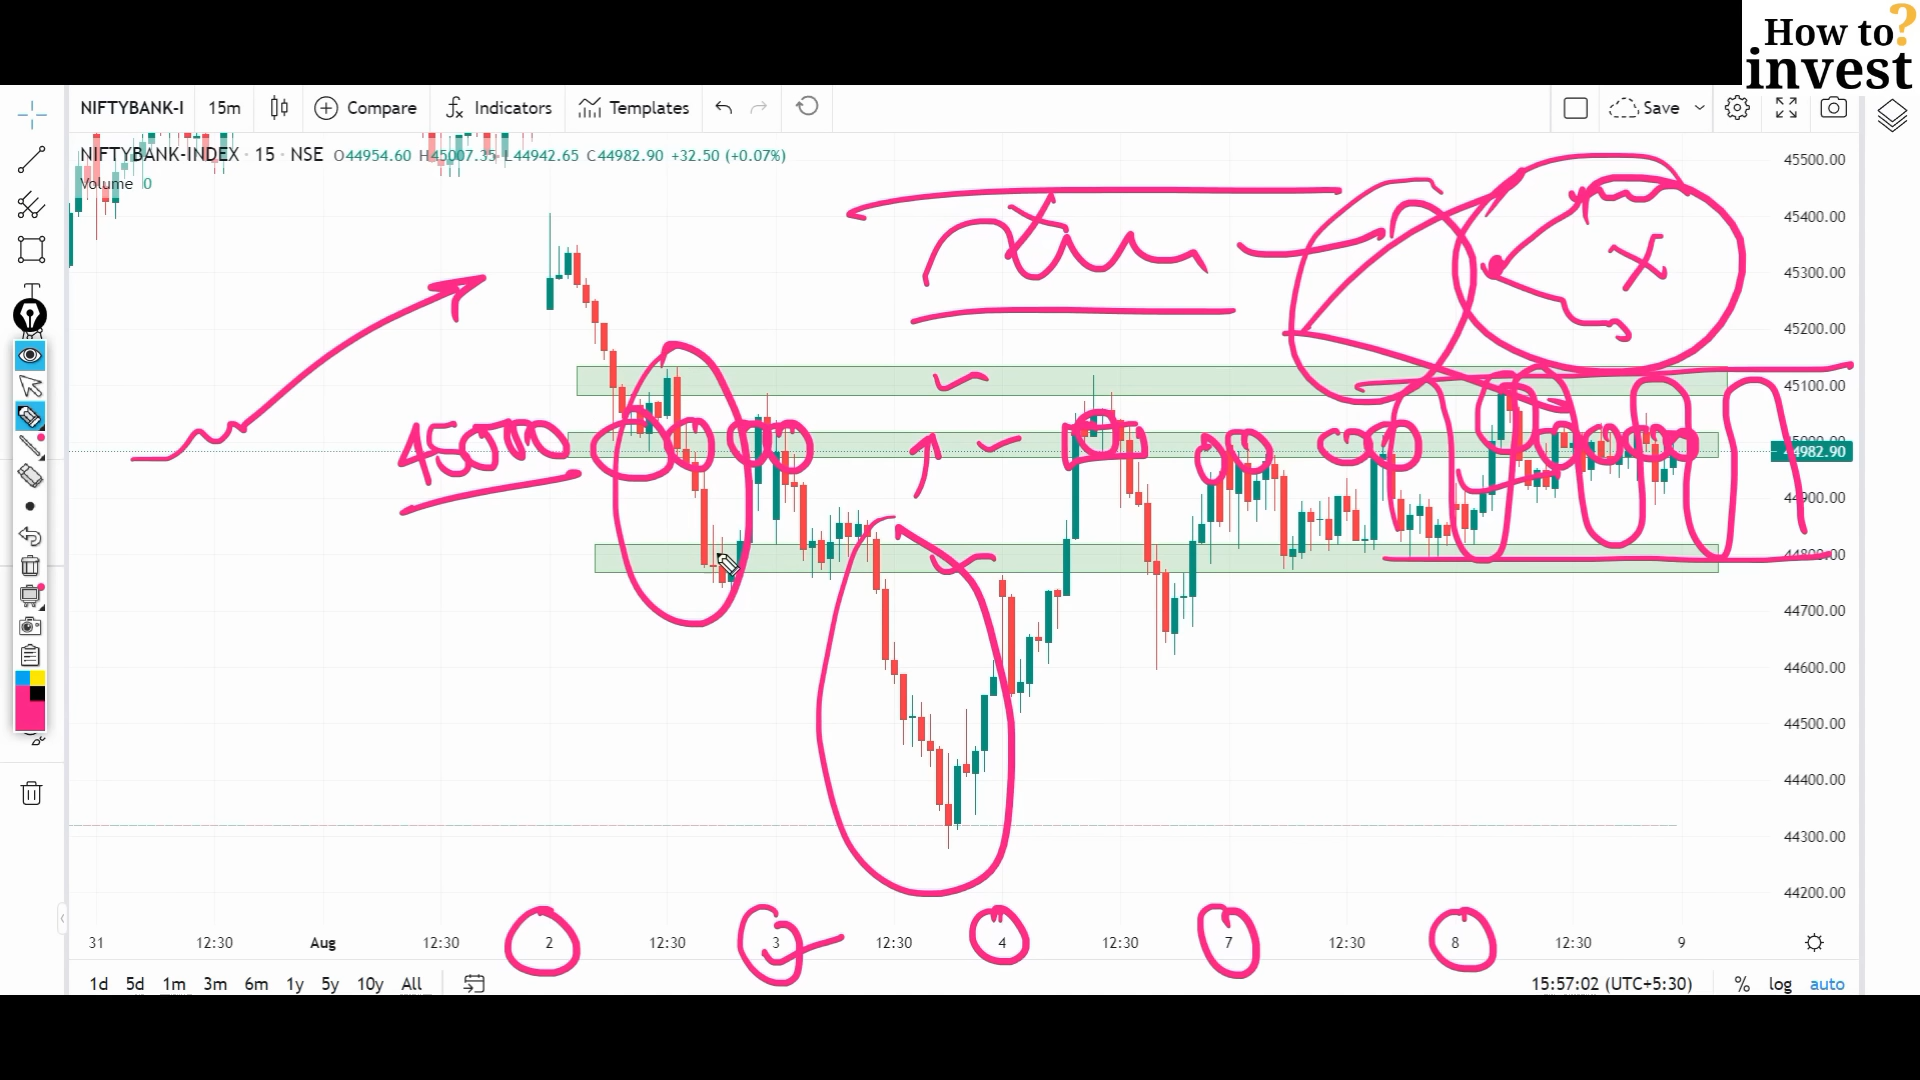 How to?
invest
NIFTYBANK-I 15m Compare Indicators Templates Save
NIFTYBANK-INDEX · 15 · NSE O44954.60 H45007.35 L44942.65 C44982.90 +32.50 (+0.07%)
Volume 0
45500.00
45400.00
45300.00
45200.00
45100.00
45000
45000.00
44982.90
44900.00
44800.00
44700.00
44600.00
44500.00
44400.00
44300.00
44200.00
31 12:30 Aug 12:30 2 12:30 3 12:30 4 12:30 7 12:30 8 12:30 9
1d 5d 1m 3m 6m 1y 5y 10y All 15:57:02 (UTC+5:30) % log auto